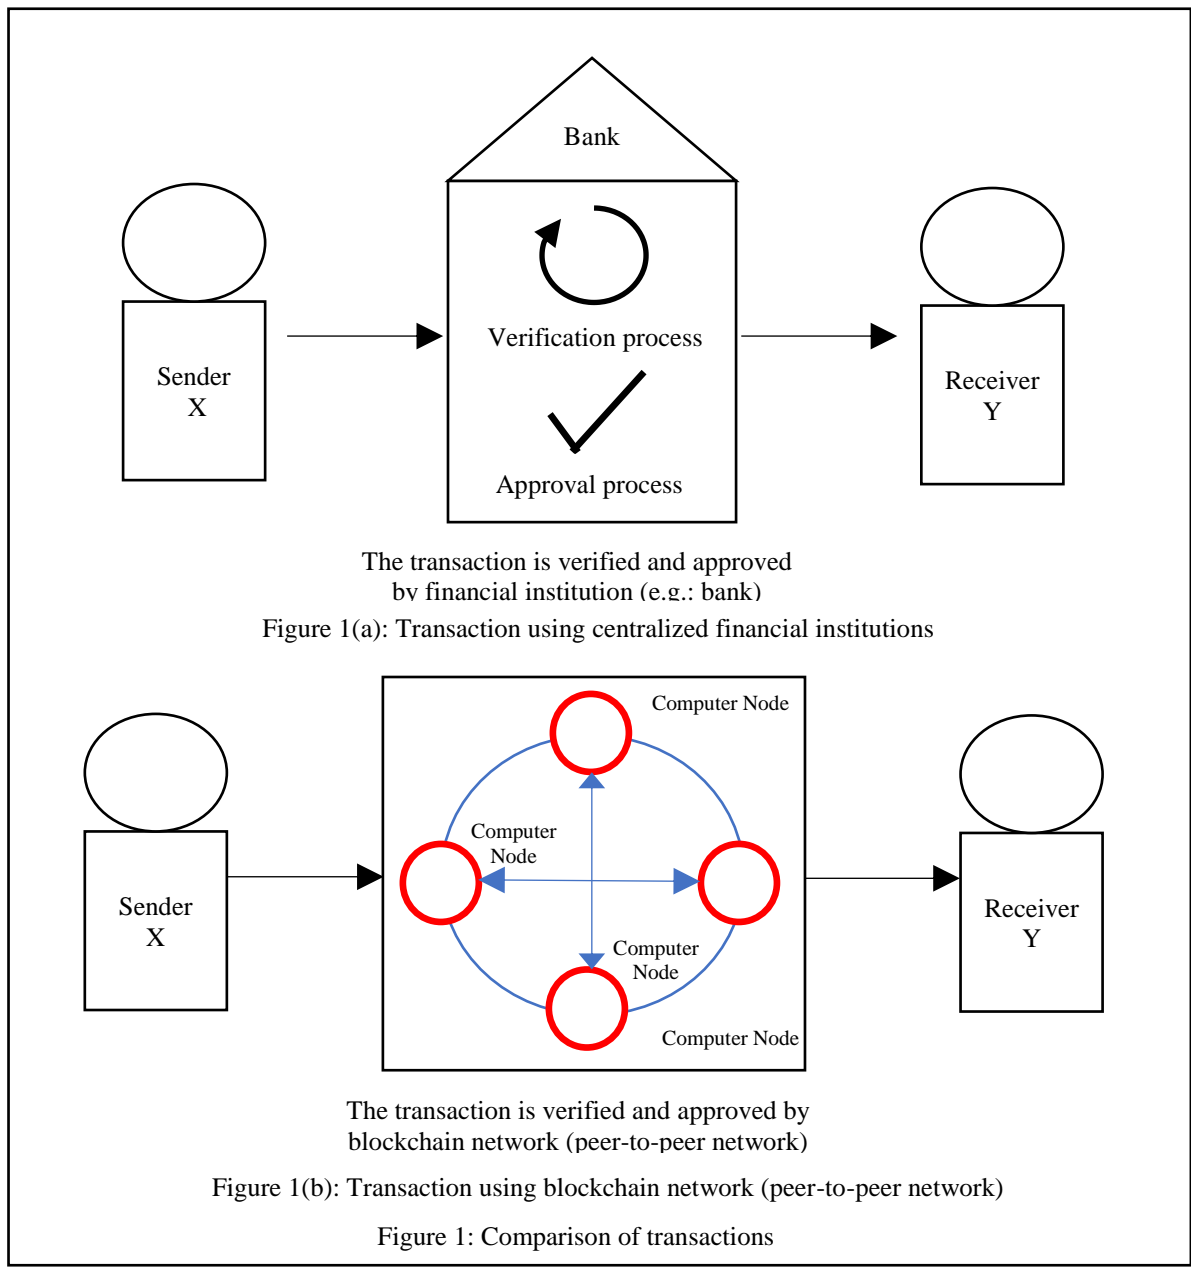 Bank
Verification process
Approval process
Sender
X
Receiver
Y
The transaction is verified and approved
by financial institution (e.g.: bank)
Figure 1(a): Transaction using centralized financial institutions
Computer Node
Computer
Node
Computer
Node
Computer Node
Sender
X
Receiver
Y
The transaction is verified and approved by
blockchain network (peer-to-peer network)
Figure 1(b): Transaction using blockchain network (peer-to-peer network)
Figure 1: Comparison of transactions